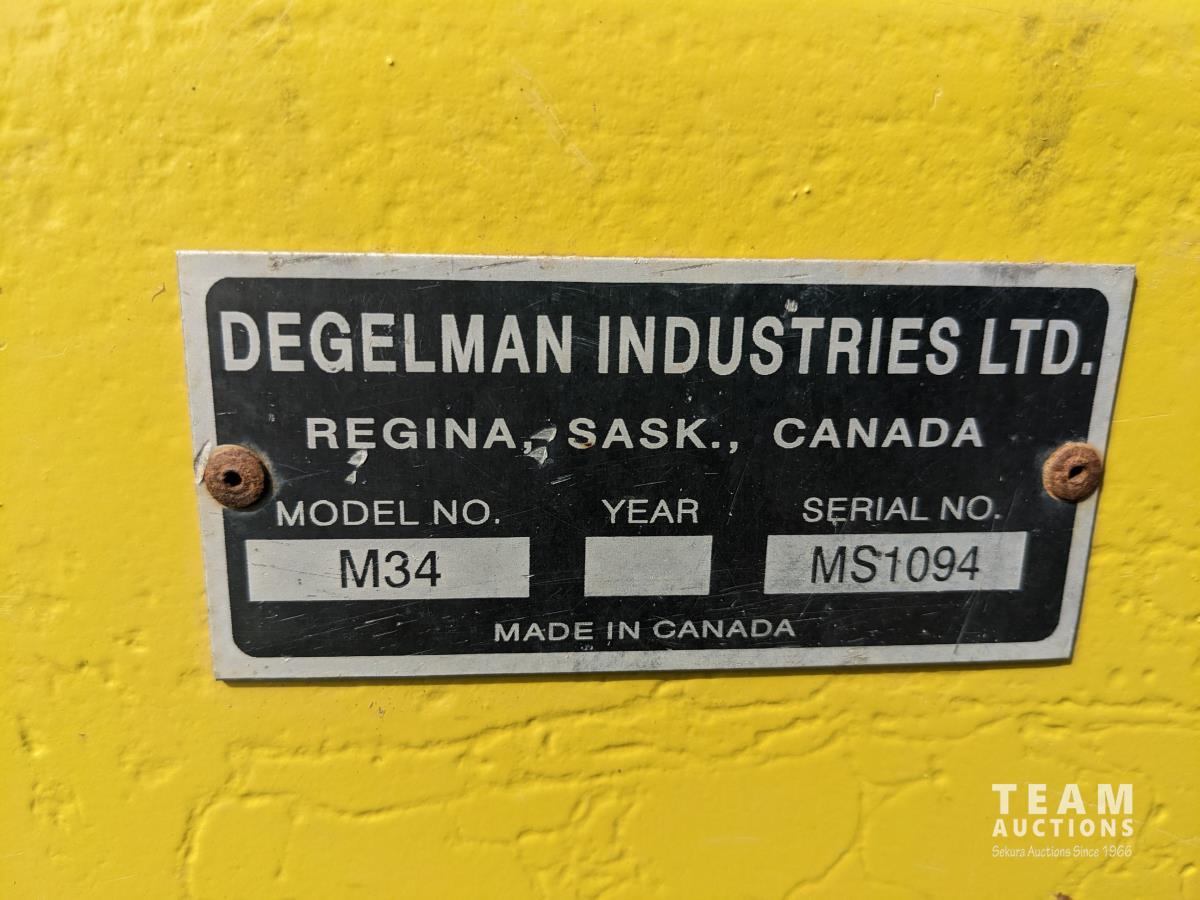 DEGELMAN INDUSTRIES LTD.
REGINA, SASK., CANADA
MODEL NO. YEAR SERIAL NO.
M34 MS1094
MADE IN CANADA
TEAM
AUCTIONS
Sekura Auctions Since 1966